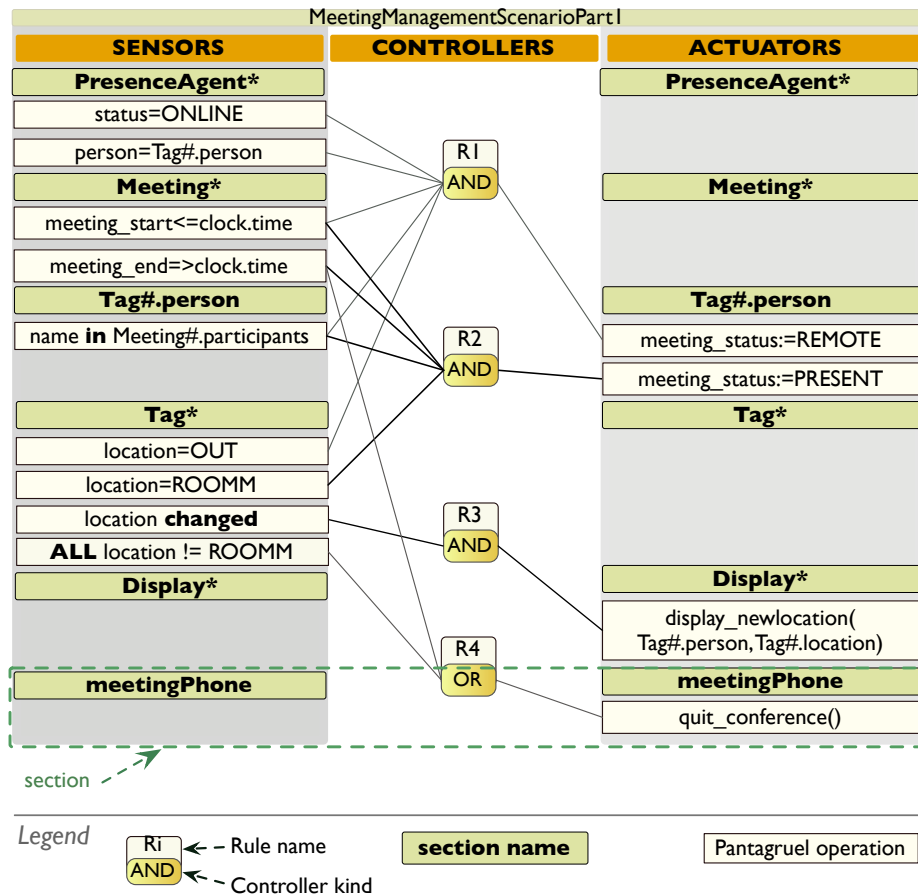 MeetingManagementScenarioPart1
SENSORS
CONTROLLERS
ACTUATORS
PresenceAgent*
PresenceAgent*
status=ONLINE
person=Tag#.person
R1
AND
Meeting*
Meeting*
meeting_start<=clock.time
meeting_end=>clock.time
Tag#.person
Tag#.person
name in Meeting#.participants
R2
AND
meeting_status:=REMOTE
meeting_status:=PRESENT
Tag*
Tag*
location=OUT
location=ROOMM
location changed
R3
AND
ALL location != ROOMM
Display*
Display*
display_newlocation(
Tag#.person,Tag#.location)
R4
OR
meetingPhone
meetingPhone
quit_conference()
section
Legend
Ri
AND
Rule name
Controller kind
section name
Pantagruel operation